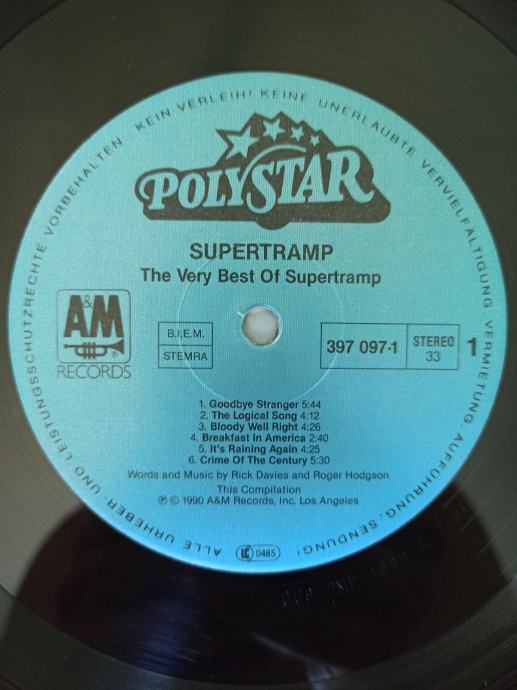 ALLE URHEBER- UND LEISTUNGSSCHUTZRECHTE VORBEHALTEN · KEIN VERLEIH! KEINE UNERLAUBTE VERVIELFÄLTIGUNG, VERMIETUNG, AUFFÜHRUNG, SENDUNG!
POLYSTAR
SUPERTRAMP
The Very Best Of Supertramp
A&M
®
RECORDS
B.I.E.M.
STEMRA
397 097-1
STEREO
33
1
1. Goodbye Stranger 5:44
2. The Logical Song 4:12
3. Bloody Well Right 4:26
4. Breakfast In America 2:40
5. It's Raining Again 4:25
6. Crime Of The Century 5:30
Words and Music by Rick Davies and Roger Hodgson
This Compilation
℗ © 1990 A&M Records, Inc. Los Angeles
LC 0485